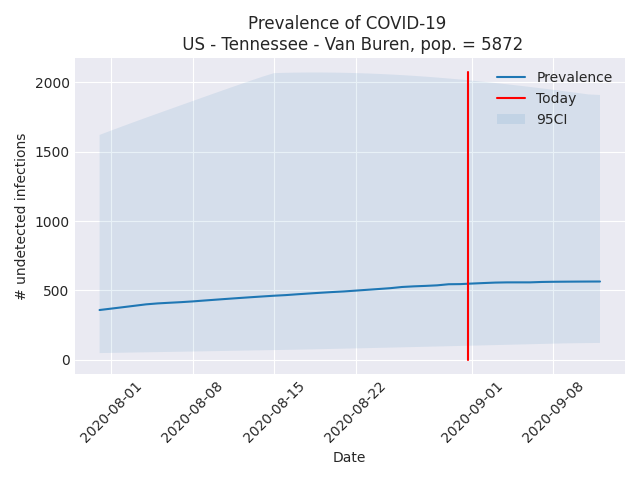 Prevalence of COVID-19
US - Tennessee - Van Buren, pop. = 5872
# undetected infections
2000
1500
1000
500
0
Prevalence
Today
95CI
2020-08-01
2020-08-08
2020-08-15
2020-08-22
2020-09-01
2020-09-08
Date